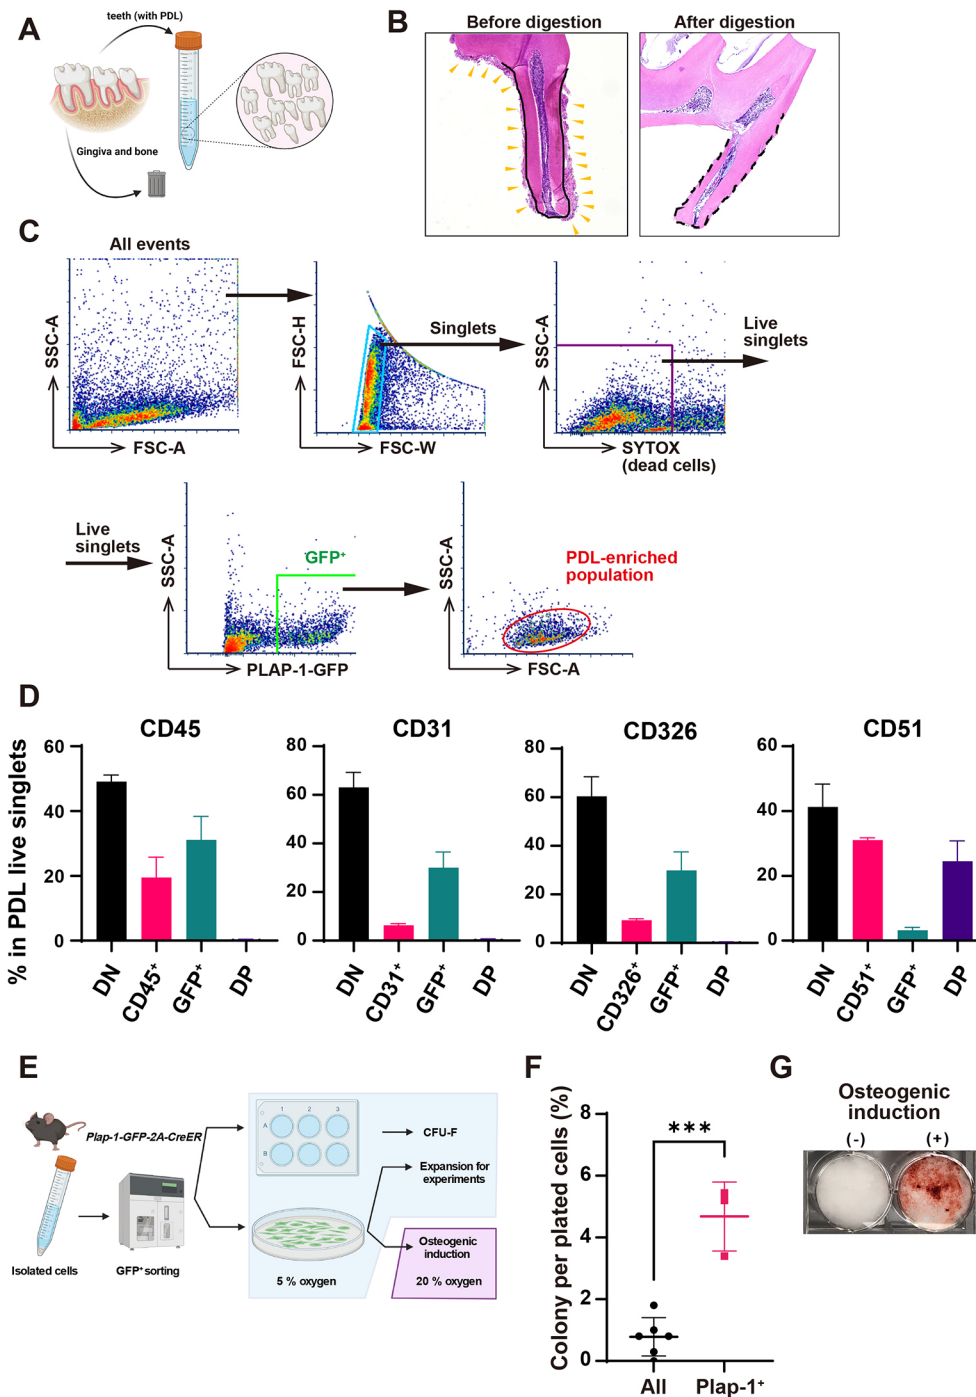 A
teeth (with PDL)
Gingiva and bone
B
Before digestion
After digestion
C
All events
SSC-A
FSC-A
FSC-H
FSC-W
Singlets
SSC-A
SYTOX
(dead cells)
Live
singlets
Live
singlets
SSC-A
GFP+
PLAP-1-GFP
SSC-A
PDL-enriched
population
FSC-A
D
% in PDL live singlets
CD45
60
40
20
0
DN
CD45+
GFP+
DP
CD31
80
60
40
20
0
DN
CD31+
GFP+
DP
CD326
80
60
40
20
0
DN
CD326+
GFP+
DP
CD51
60
40
20
0
DN
CD51+
GFP+
DP
E
Plap-1-GFP-2A-CreER
Isolated cells
GFP+ sorting
1 2 3
A
B
CFU-F
Expansion for
experiments
Osteogenic
induction
5 % oxygen
20 % oxygen
F
Colony per plated cells (%)
8
6
4
2
0
***
All
Plap-1+
G
Osteogenic
induction
(-)
(+)